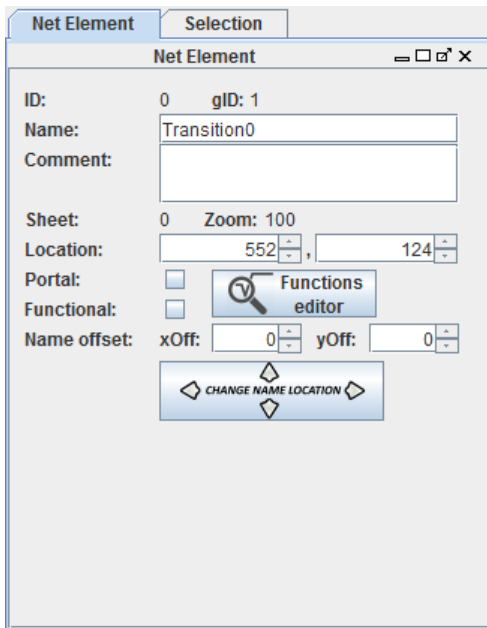 Net Element Selection
Net Element
ID: 0 gID: 1
Name: Transition0
Comment:
Sheet: 0 Zoom: 100
Location: 552 , 124
Portal:
Functions
editor
Functional:
Name offset: xOff: 0 yOff: 0
CHANGE NAME LOCATION